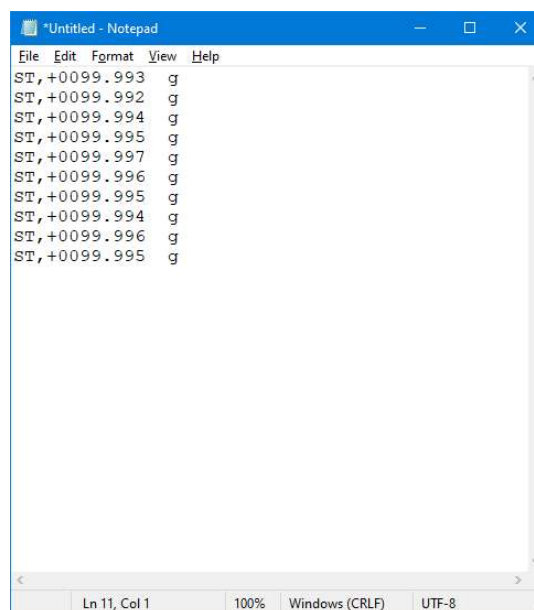 *Untitled - Notepad
File Edit Format View Help
ST,+0099.993  g
ST,+0099.992  g
ST,+0099.994  g
ST,+0099.995  g
ST,+0099.997  g
ST,+0099.996  g
ST,+0099.995  g
ST,+0099.994  g
ST,+0099.996  g
ST,+0099.995  g
Ln 11, Col 1 100% Windows (CRLF) UTF-8